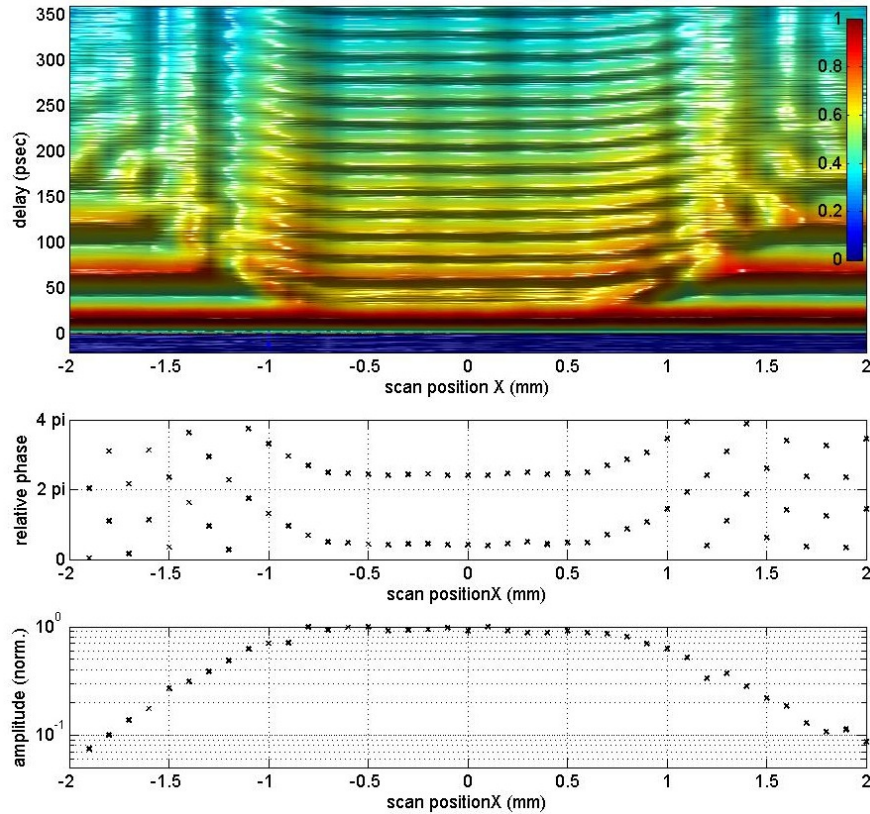 350
300
250
200
150
100
50
0
delay (psec)
1
0.8
0.6
0.4
0.2
0
-2 -1.5 -1 -0.5 0 0.5 1 1.5 2
scan position X (mm)
4 pi
2 pi
0
relative phase
-2 -1.5 -1 -0.5 0 0.5 1 1.5 2
scan positionX (mm)
10^0
10^-1
amplitude (norm.)
-2 -1.5 -1 -0.5 0 0.5 1 1.5 2
scan positionX (mm)